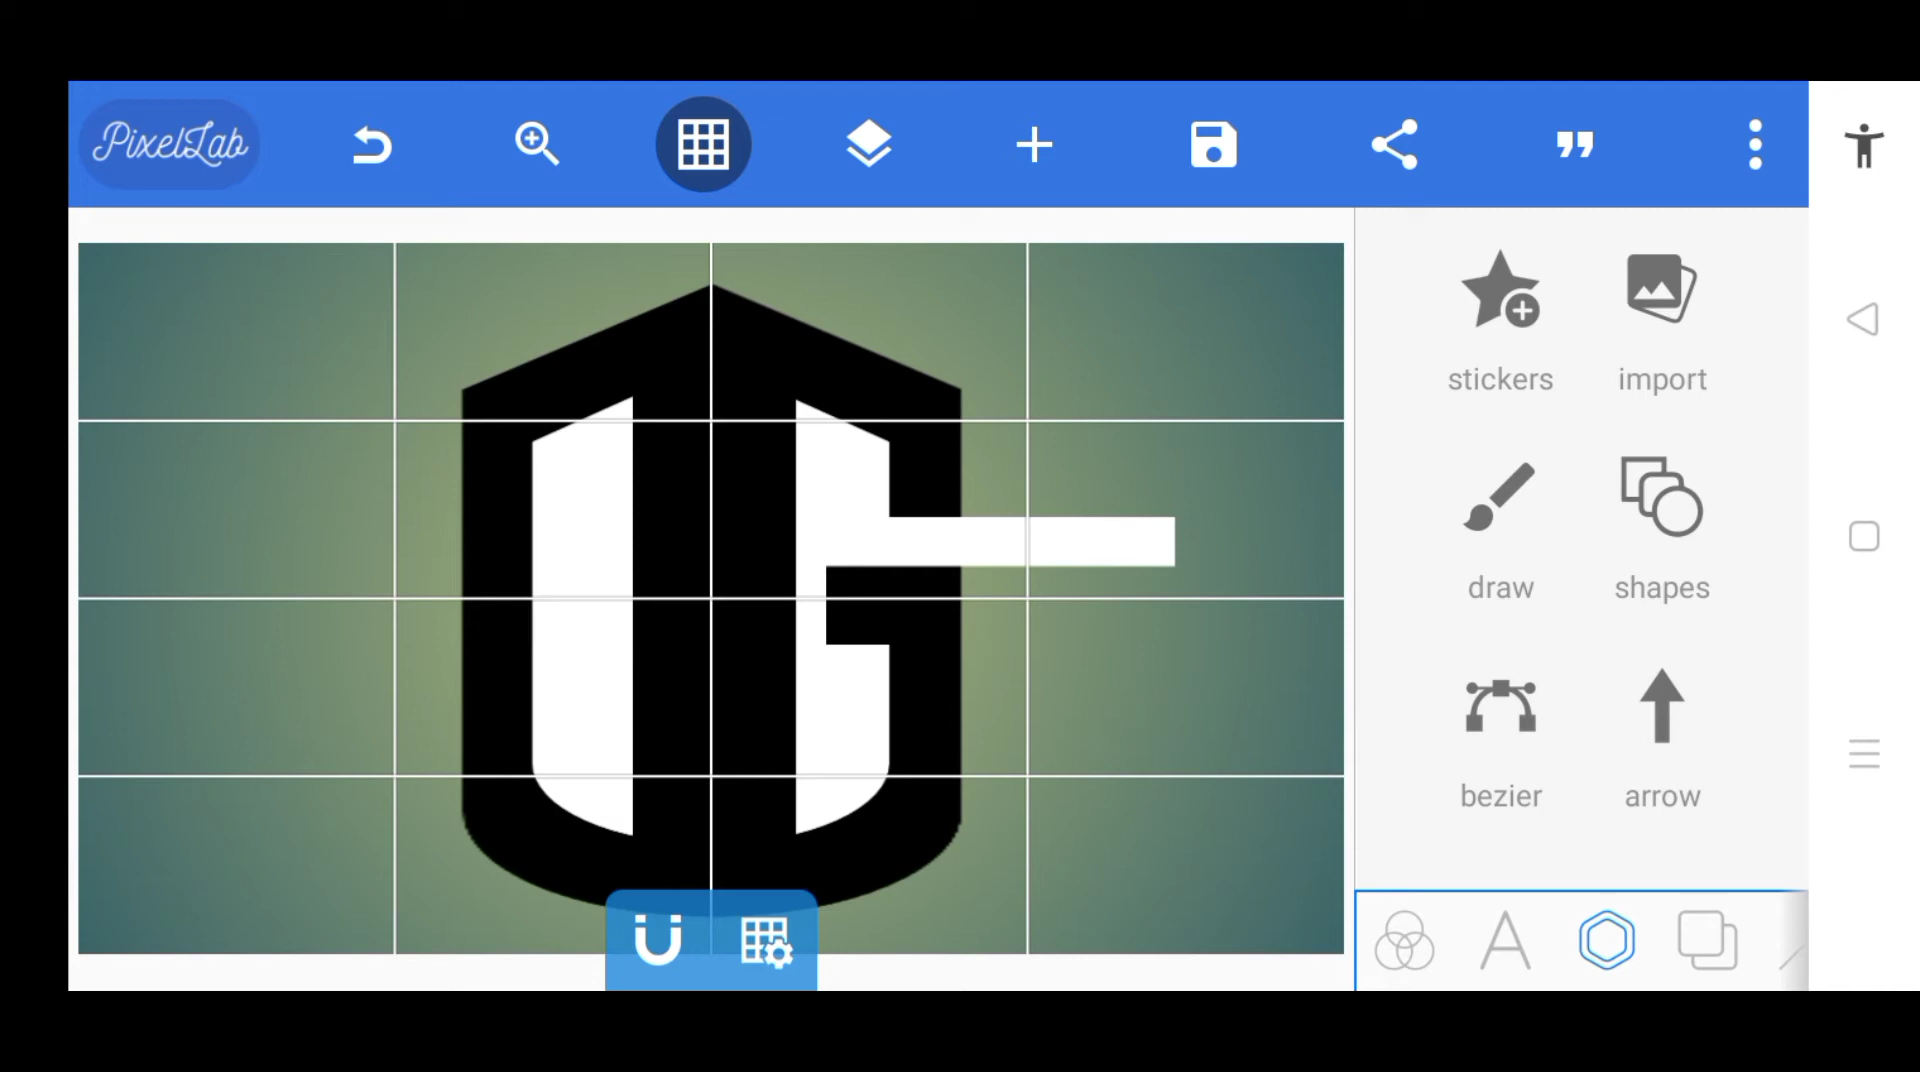 PixelLab
stickers
import
draw
shapes
bezier
arrow